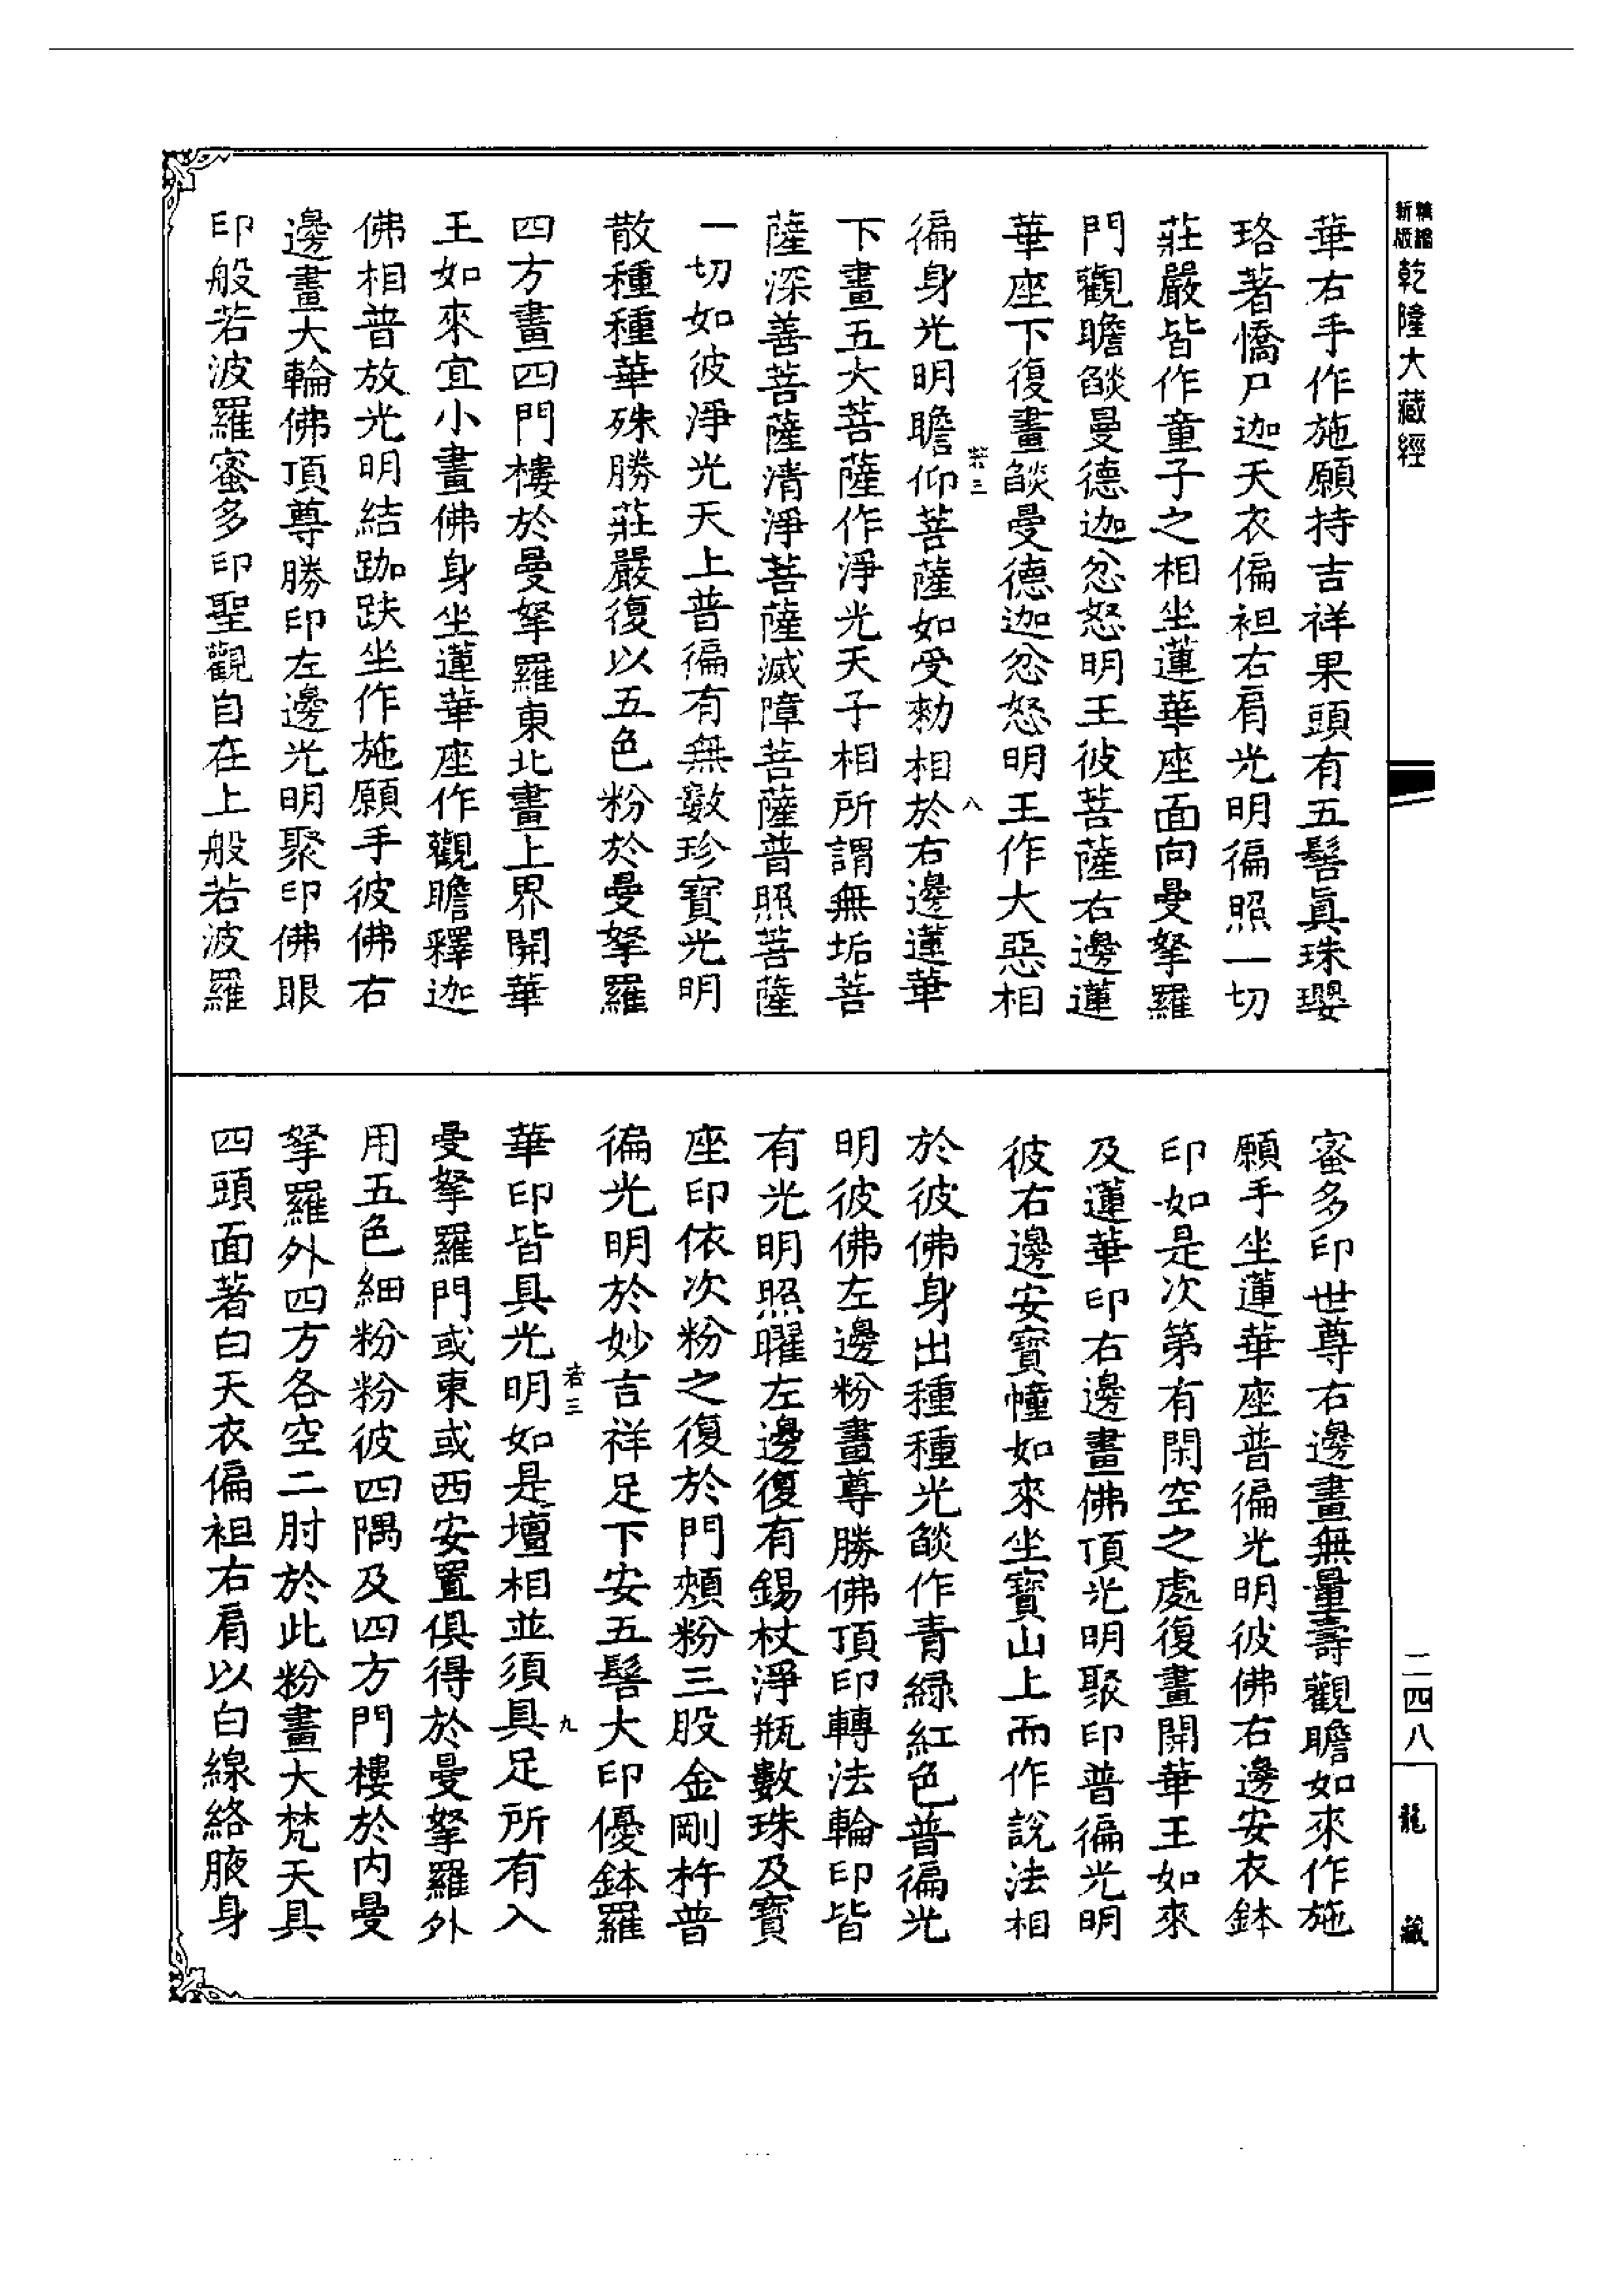 新版
精縮
乾隆大藏經
華右手作施願持吉祥果頭有五髻真珠瓔
珞著憍尸迦天衣偏袒右肩光明徧照一切
莊嚴皆作童子之相坐蓮華座面向曼拏羅
門觀瞻𦦨曼德迦忿怒明王彼菩薩右邊蓮
華座下復畫𦦨曼德迦忿怒明王作大惡相
徧身光明瞻仰菩薩如受勑相於右邊蓮華
下畫五大菩薩作淨光天子相所謂無垢菩
薩深善菩薩清淨菩薩滅障菩薩普照菩薩
一切如彼淨光天上普徧有無數珍寶光明
散種種華殊勝莊嚴復以五色粉於曼拏羅
四方畫四門樓於曼拏羅東北畫上界開華
王如來宜小畫佛身坐蓮華座作觀瞻釋迦
佛相普放光明結跏趺坐作施願手彼佛右
邊畫大輪佛頂尊勝印左邊光明聚印佛眼
印般若波羅蜜多印聖觀自在上般若波羅
蜜多印世尊右邊畫無量壽觀瞻如來作施
願手坐蓮華座普徧光明彼佛右邊安衣鉢
印如是次第有閑空之處復畫開華王如來
及蓮華印右邊畫佛頂光明聚印普徧光明
彼右邊安寶幢如來坐寶山上而作說法相
於彼佛身出種種光𦦨作青綠紅色普徧光
明彼佛左邊粉畫尊勝佛頂印轉法輪印皆
有光明照曜左邊復有錫杖淨瓶數珠及寶
座印依次粉之復於門頰粉三股金剛杵普
徧光明於妙吉祥足下安五髻大印優鉢羅
華印皆具光明如是壇相並須具足所有入
曼拏羅門或東或西安置俱得於曼拏羅外
用五色細粉粉彼四隅及四方門樓於內曼
拏羅外四方各空二肘於此粉畫大梵天具
四頭面著白天衣偏袒右肩以白線絡腋身
若三
八
若三
九
二四八
龍藏